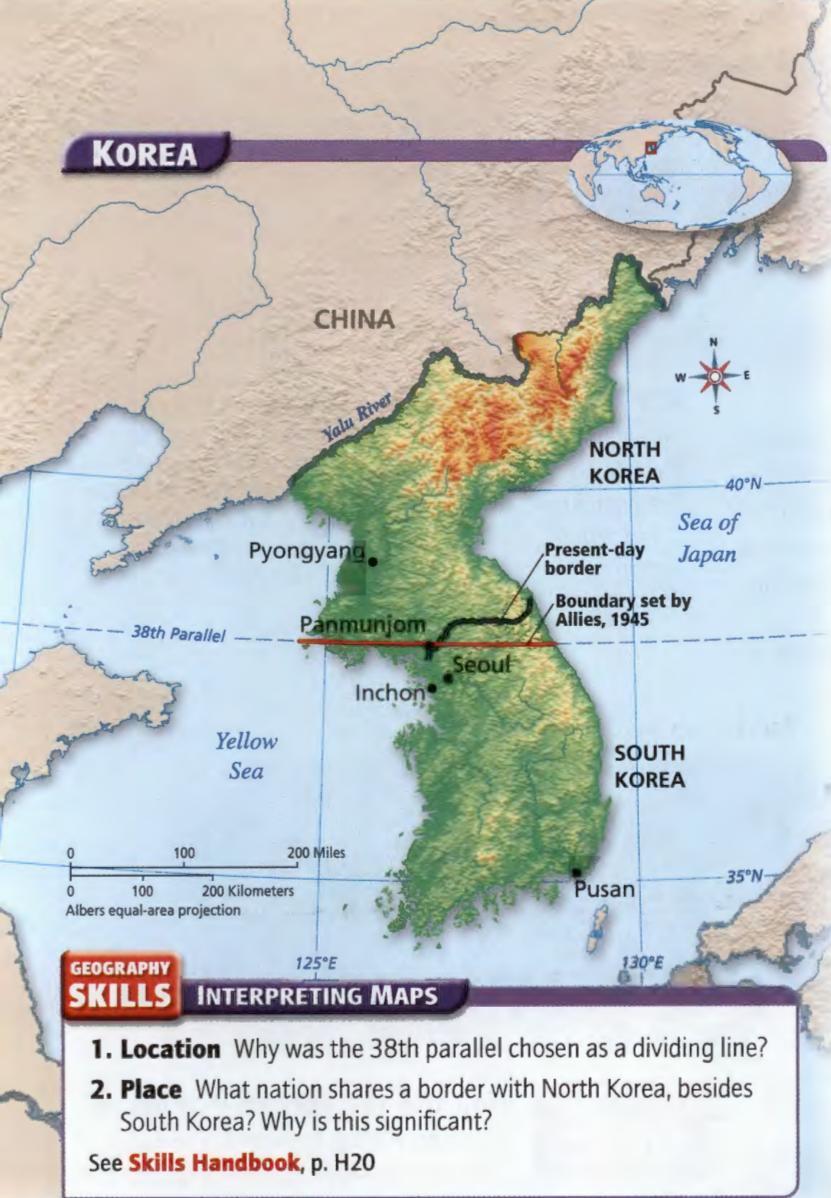 KOREA
CHINA
N
W
E
S
Yalu River
NORTH
KOREA
40°N
Sea of
Japan
Pyongyang
Present-day
border
Boundary set by
Allies, 1945
Panmunjom
38th Parallel
Seoul
Inchon
Yellow
Sea
SOUTH
KOREA
0 100 200 Miles
0 100 200 Kilometers
Albers equal-area projection
35°N
Pusan
125°E
130°E
GEOGRAPHY
SKILLS INTERPRETING MAPS
1. Location Why was the 38th parallel chosen as a dividing line?
2. Place What nation shares a border with North Korea, besides
South Korea? Why is this significant?
See Skills Handbook, p. H20